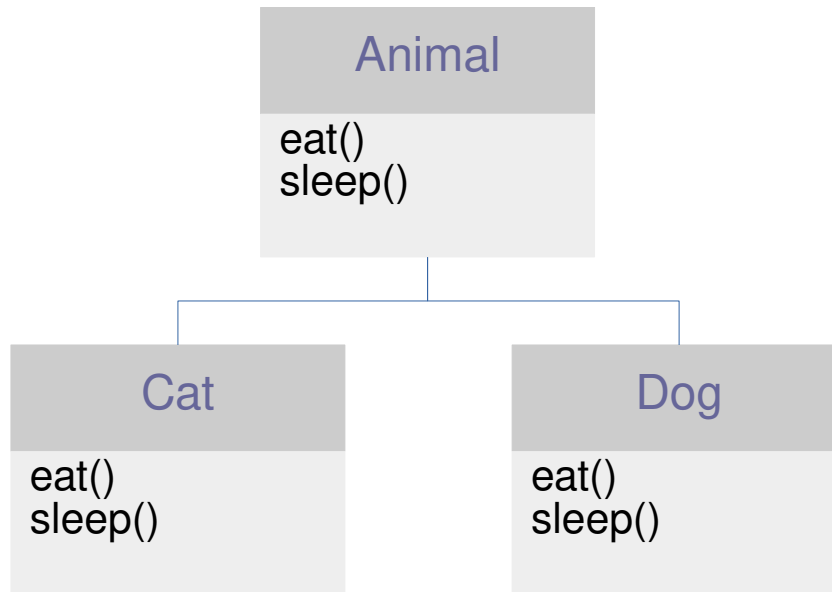 Animal
eat()
sleep()
Cat
eat()
sleep()
Dog
eat()
sleep()